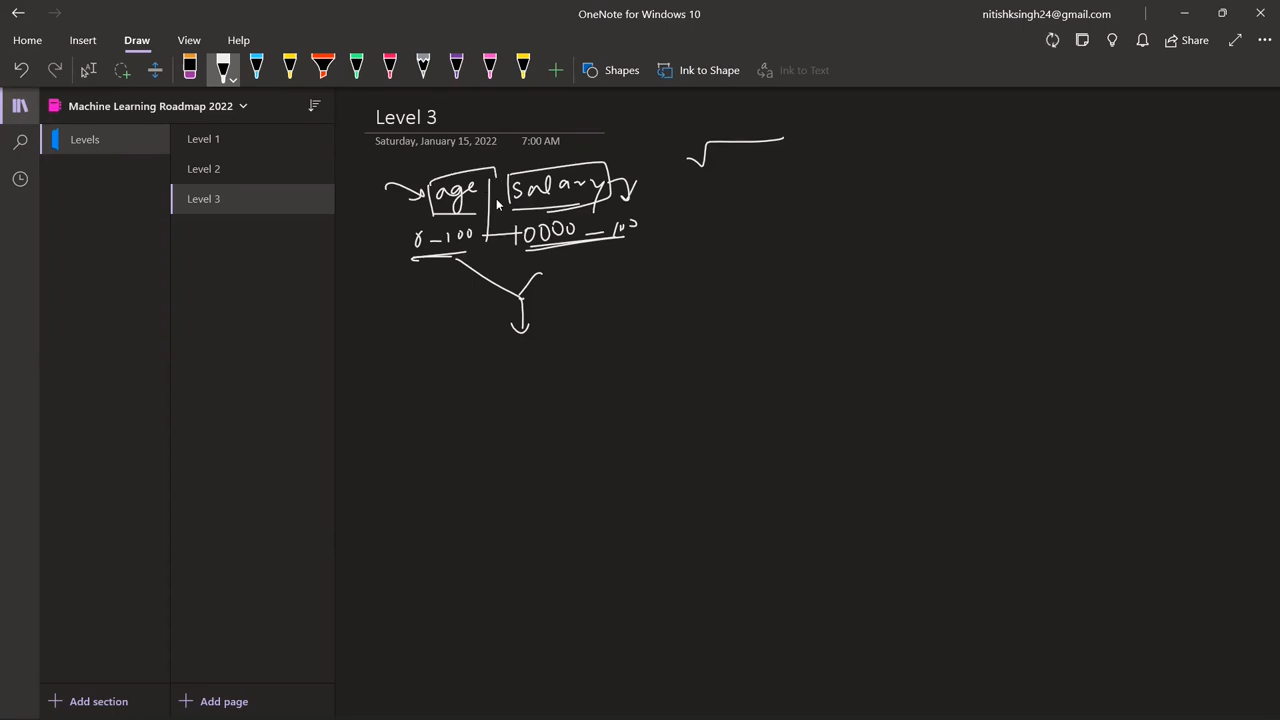 OneNote for Windows 10
nitishksingh24@gmail.com
Home
Insert
Draw
View
Help
Share
Shapes
Ink to Shape
Ink to Text
Machine Learning Roadmap 2022
Levels
Level 1
Level 2
Level 3
Level 3
Saturday, January 15, 2022 7:00 AM
age salary
- 100
Add section
Add page